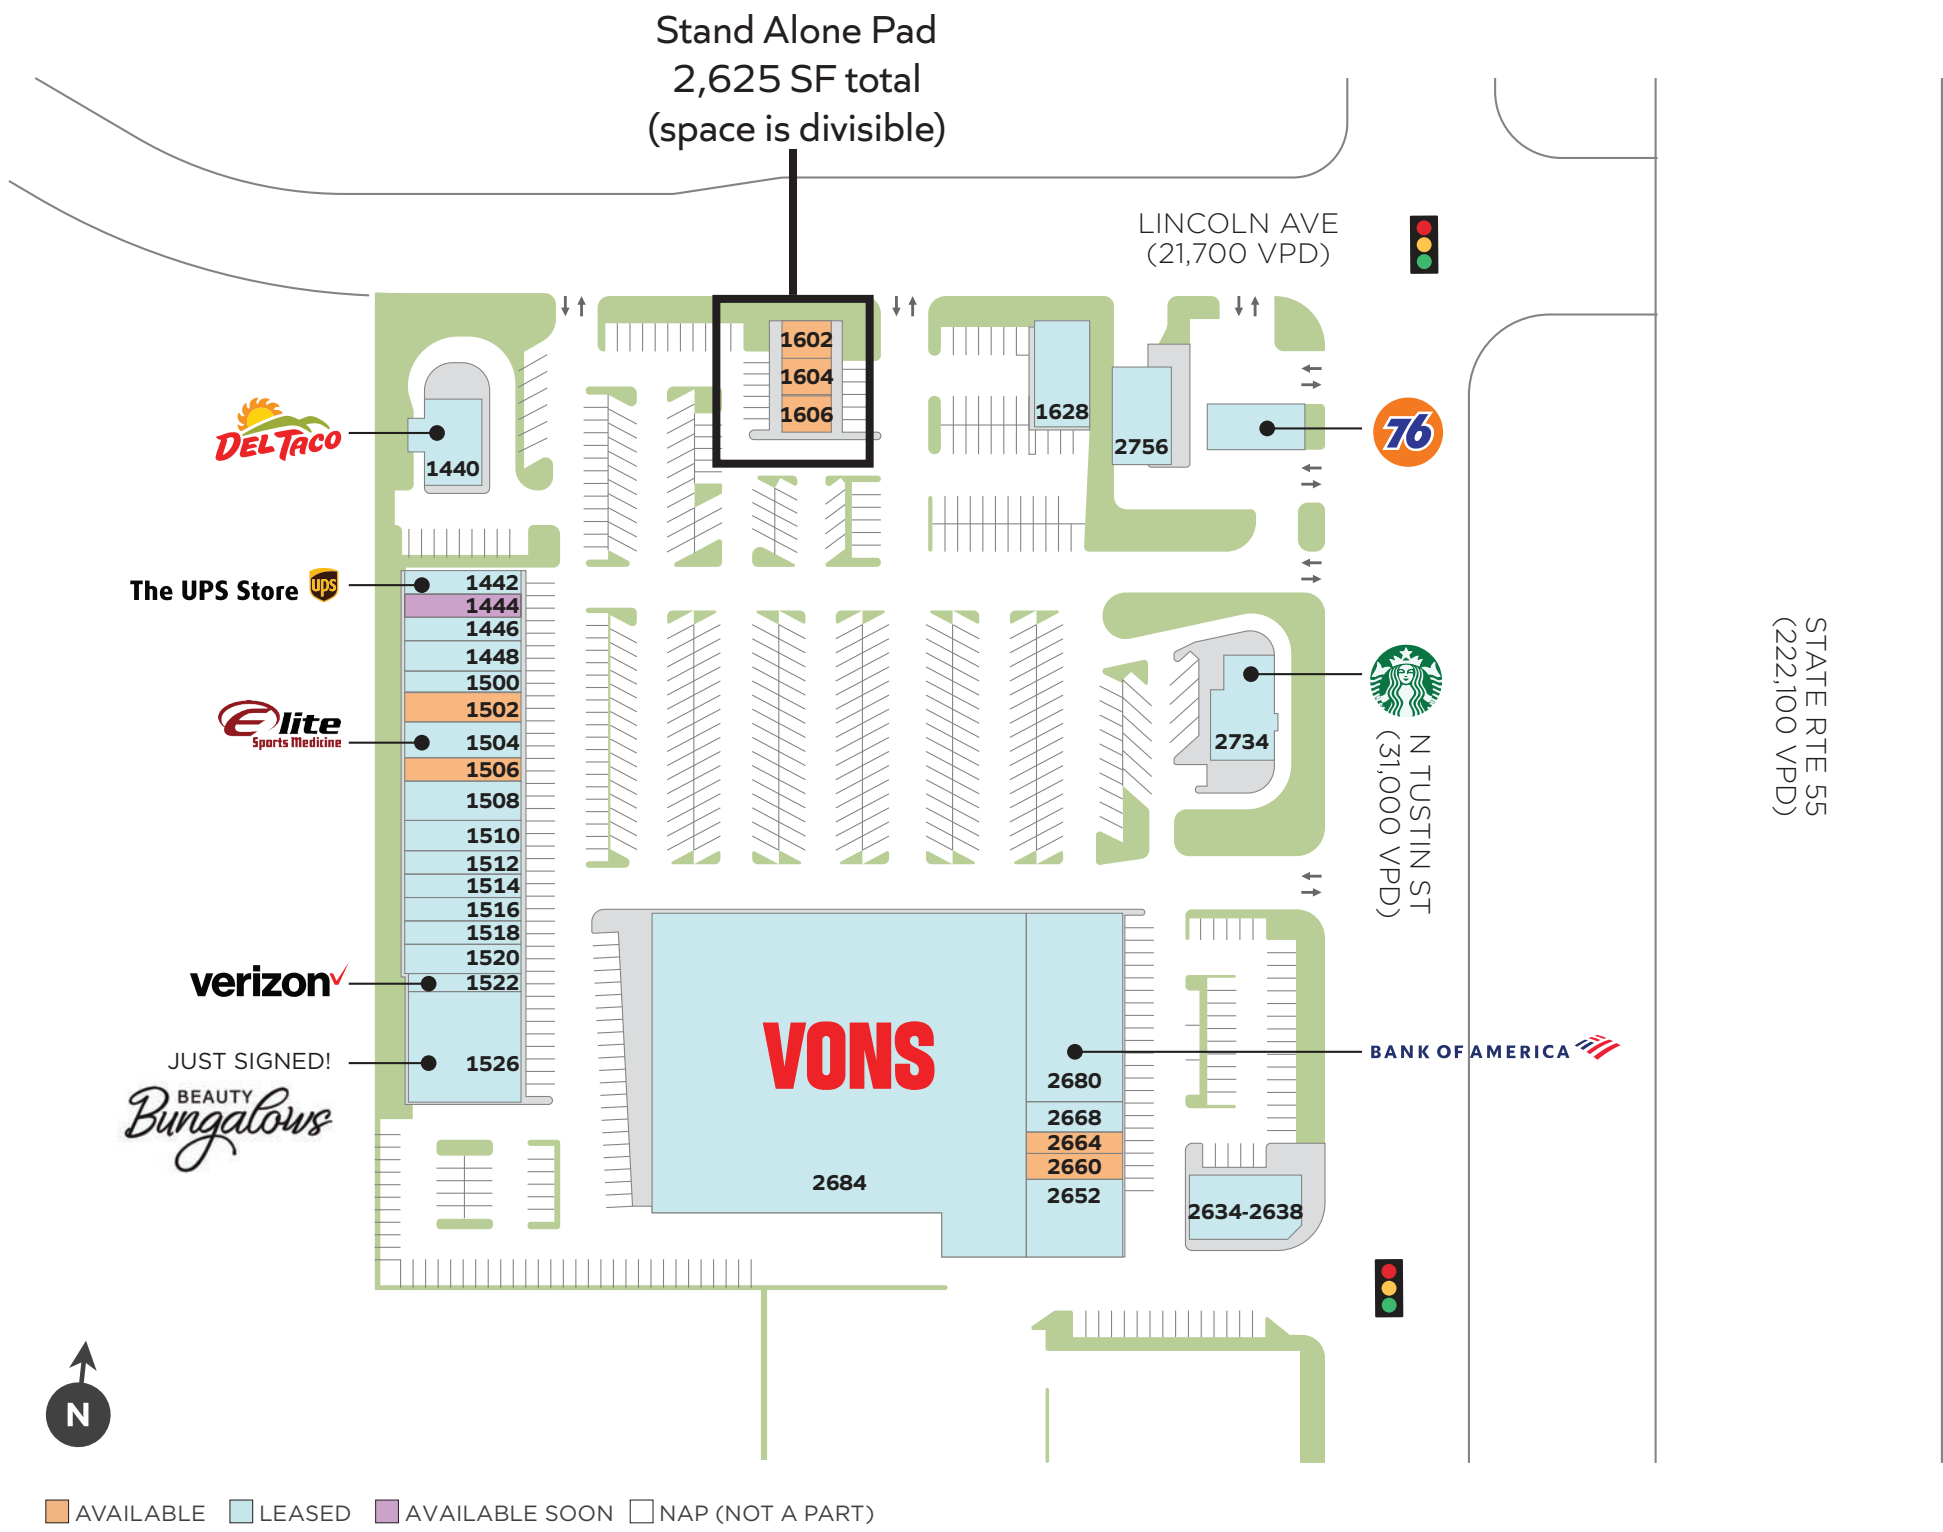 Stand Alone Pad
2,625 SF total
(space is divisible)
LINCOLN AVE
(21,700 VPD)
1602
1604
1606
1628
2756
76
DEL TACO
1440
The UPS Store
ups
1442
1444
1446
1448
1500
1502
Elite
Sports Medicine
1504
1506
1508
1510
1512
1514
1516
1518
1520
verizon
1522
JUST SIGNED!
BEAUTY
Bungalows
1526
2734
N TUSTIN ST
(31,000 VPD)
STATE RTE 55
(222,100 VPD)
VONS
2684
BANK OF AMERICA
2680
2668
2664
2660
2652
2634-2638
N
AVAILABLE
LEASED
AVAILABLE SOON
NAP (NOT A PART)